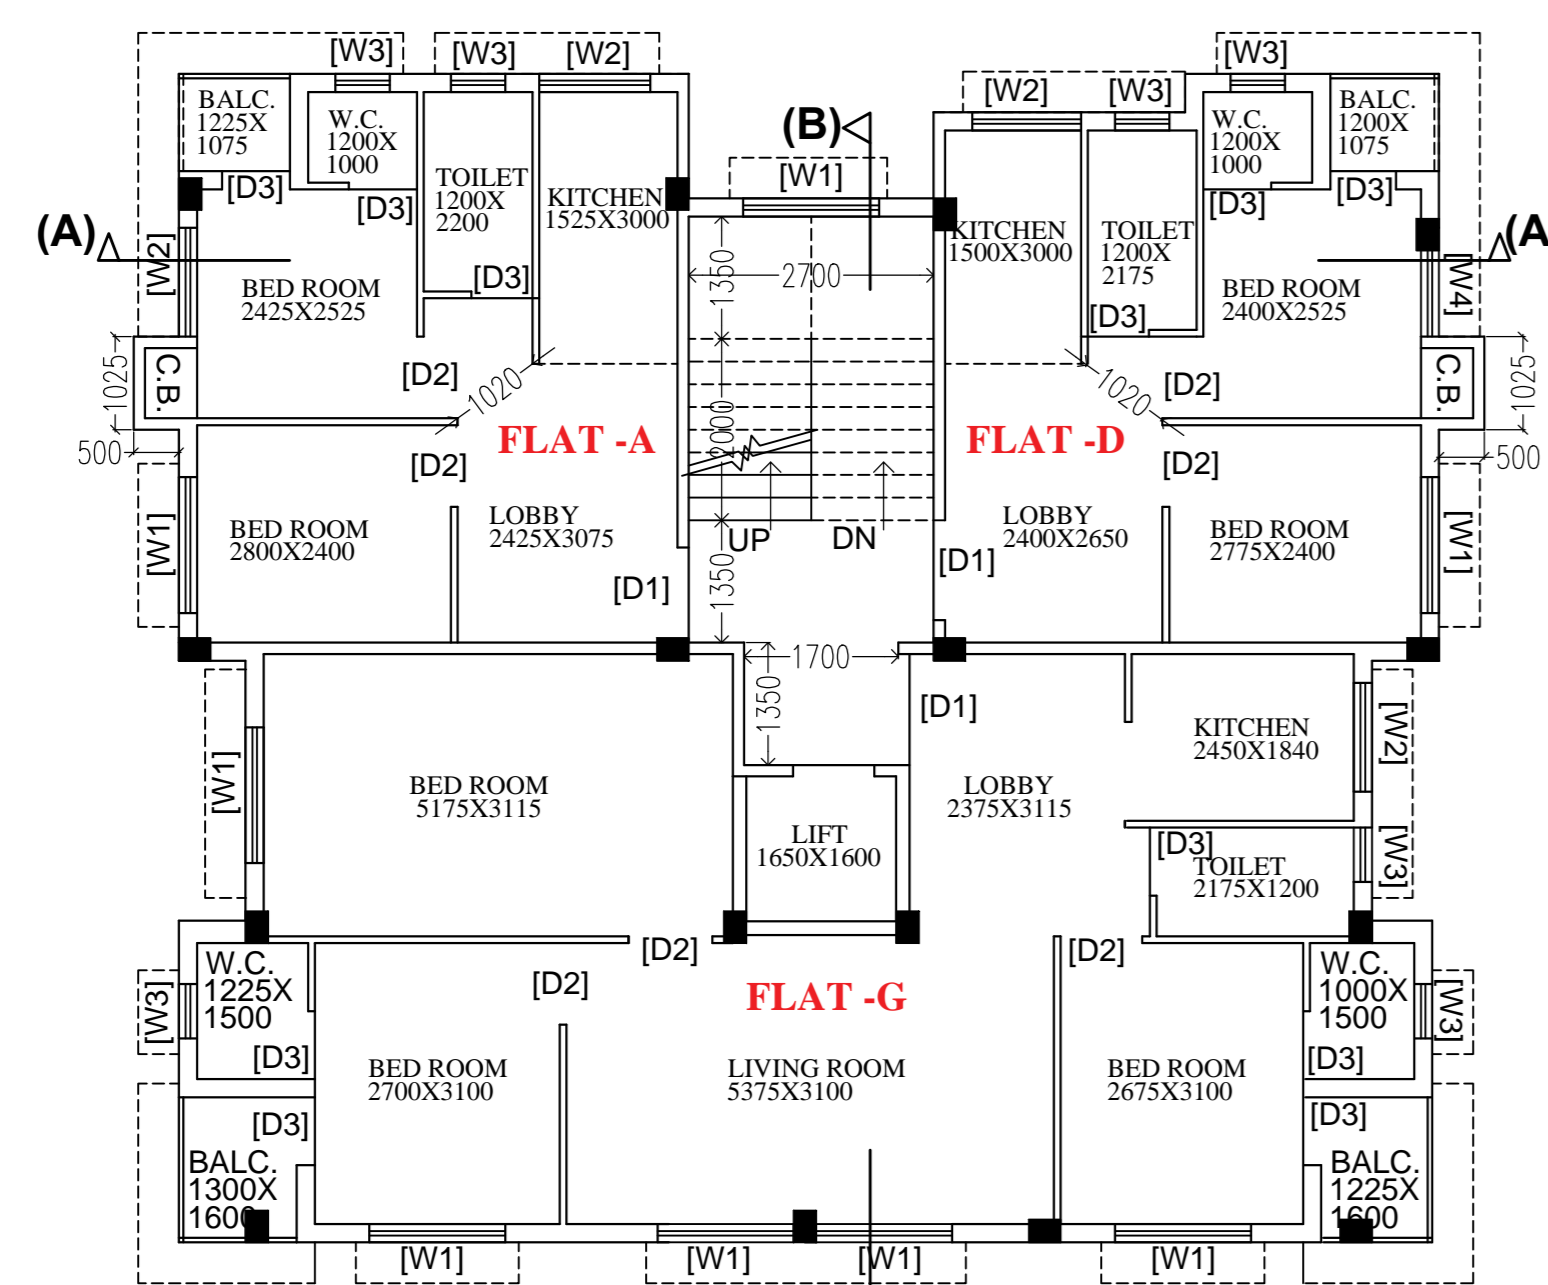 [W3]
[W3]
[W2]
[W3]
BALC.
1225X
1075
W.C.
1200X
1000
[D3]
[D3]
TOILET
1200X
2200
KITCHEN
1525X3000
[D3]
(B)
[W1]
[W2]
[W3]
W.C.
1200X
1000
BALC.
1200X
1075
[D3]
[D3]
KITCHEN
1500X3000
TOILET
1200X
2175
[D3]
(A)
(A
[W2]
[W4]
BED ROOM
2425X2525
1350
2700
BED ROOM
2400X2525
1025
C.B.
500
[D2]
1020
2000
1020
[D2]
C.B.
1025
500
FLAT -A
FLAT -D
[D2]
[D2]
[W1]
BED ROOM
2800X2400
LOBBY
2425X3075
[D1]
UP
DN
1350
[D1]
LOBBY
2400X2650
BED ROOM
2775X2400
[W1]
1700
1350
[D1]
[W1]
BED ROOM
5175X3115
LIFT
1650X1600
LOBBY
2375X3115
KITCHEN
2450X1840
[W2]
[D3]
TOILET
2175X1200
[W3]
[D2]
[D2]
[D2]
FLAT -G
[W3]
W.C.
1225X
1500
[D3]
W.C.
1000X
1500
[D3]
[W3]
BED ROOM
2700X3100
LIVING ROOM
5375X3100
BED ROOM
2675X3100
[D3]
BALC.
1300X
1600
[D3]
BALC.
1225X
1600
[W1]
[W1]
[W1]
[W1]